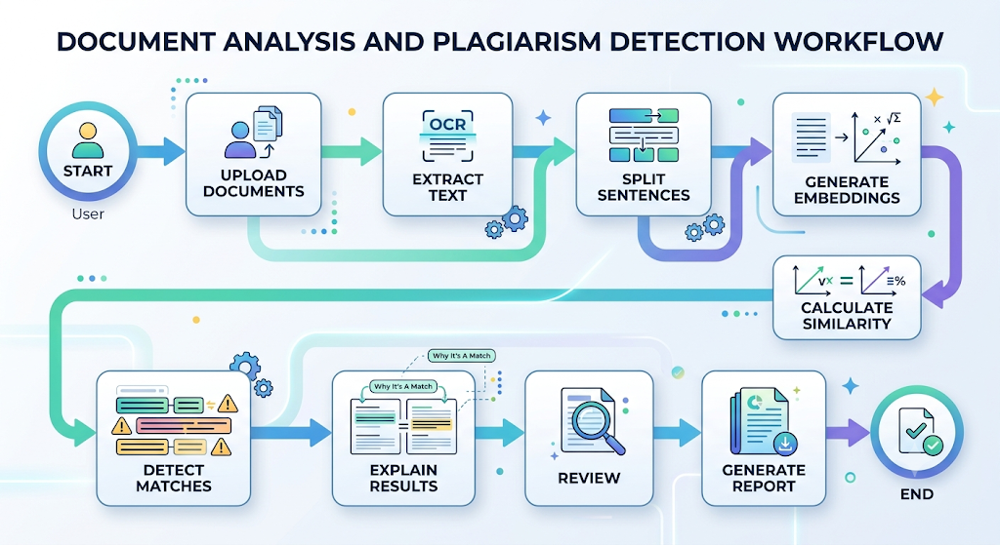 DOCUMENT ANALYSIS AND PLAGIARISM DETECTION WORKFLOW
START
User
UPLOAD
DOCUMENTS
OCR
EXTRACT
TEXT
SPLIT
SENTENCES
× √Σ
GENERATE
EMBEDDINGS
v× = ≡%
CALCULATE
SIMILARITY
DETECT
MATCHES
Why It's A Match
Why It's A Match
=
EXPLAIN
RESULTS
REVIEW
GENERATE
REPORT
END